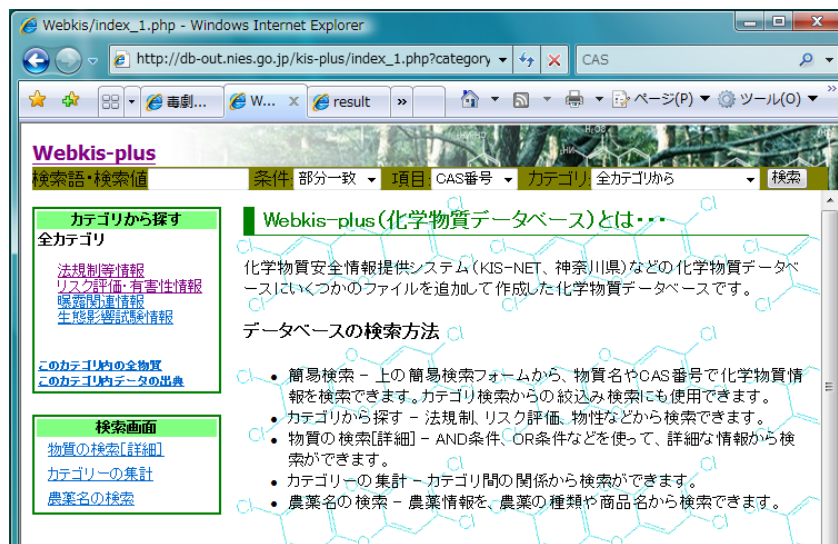 Webkis/index_1.php - Windows Internet Explorer
http://db-out.nies.go.jp/kis-plus/index_1.php?category
CAS
毒劇...
W...
result
ページ(P)
ツール(O)
Webkis-plus
検索語・検索値 条件: 部分一致 項目: CAS番号 カテゴリ: 全カテゴリから 検索
カテゴリから探す
全カテゴリ
法規制等情報
リスク評価・有害性情報
曝露関連情報
生態影響試験情報
このカテゴリ内の全物質
このカテゴリ内データの出典
検索画面
物質の検索[詳細]
カテゴリーの集計
農薬名の検索
Webkis-plus(化学物質データベース)とは・・・
化学物質安全情報提供システム(KIS-NET、神奈川県)などの化学物質データベ
ースにいくつかのファイルを追加して作成した化学物質データベースです。
データベースの検索方法
• 簡易検索 - 上の簡易検索フォームから、物質名やCAS番号で化学物質情
報を検索できます。カテゴリ検索からの絞込み検索にも使用できます。
• カテゴリから探す - 法規制、リスク評価、物性などから検索できます。
• 物質の検索[詳細] - AND条件、OR条件などを使って、詳細な情報から検
索ができます。
• カテゴリーの集計 - カテゴリ間の関係から検索ができます。
• 農薬名の検索 - 農薬情報を、農薬の種類や商品名から検索できます。